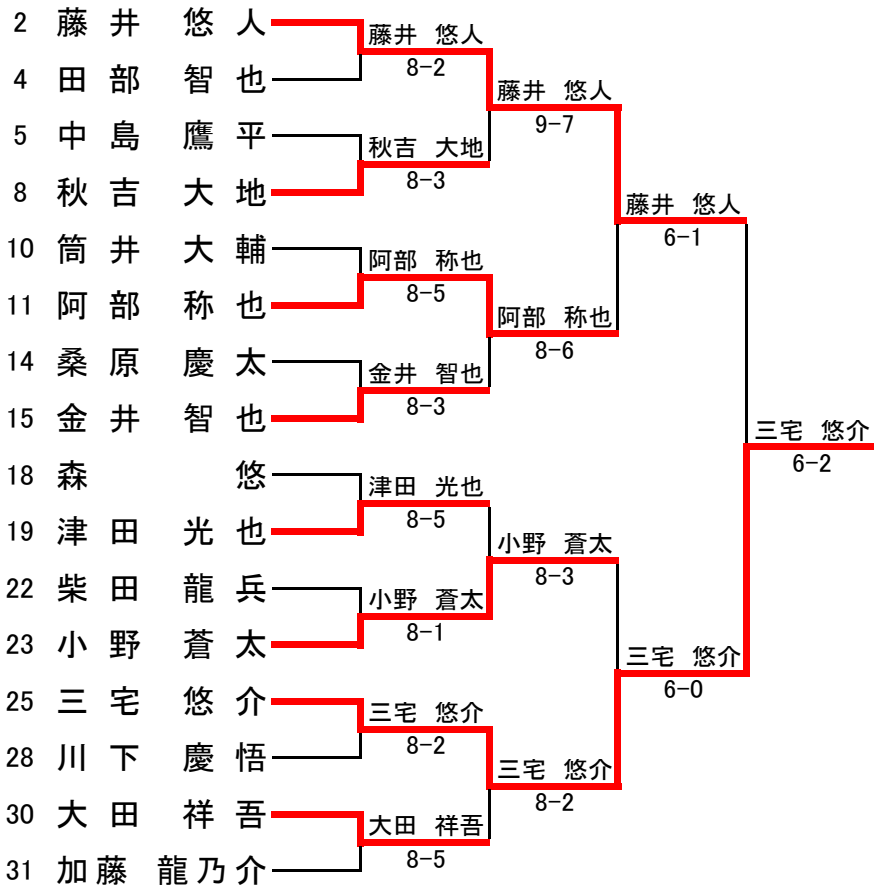 2 藤井 悠人
4 田部 智也
5 中島 鷹平
8 秋吉 大地
10 筒井 大輔
11 阿部 称也
14 桑原 慶太
15 金井 智也
18 森 悠
19 津田 光也
22 柴田 龍兵
23 小野 蒼太
25 三宅 悠介
28 川下 慶悟
30 大田 祥吾
31 加藤 龍乃介
藤井 悠人
8-2
秋吉 大地
8-3
阿部 称也
8-5
金井 智也
8-3
津田 光也
8-5
小野 蒼太
8-1
三宅 悠介
8-2
大田 祥吾
8-5
藤井 悠人
9-7
阿部 称也
8-6
小野 蒼太
8-3
三宅 悠介
8-2
藤井 悠人
6-1
三宅 悠介
6-0
三宅 悠介
6-2